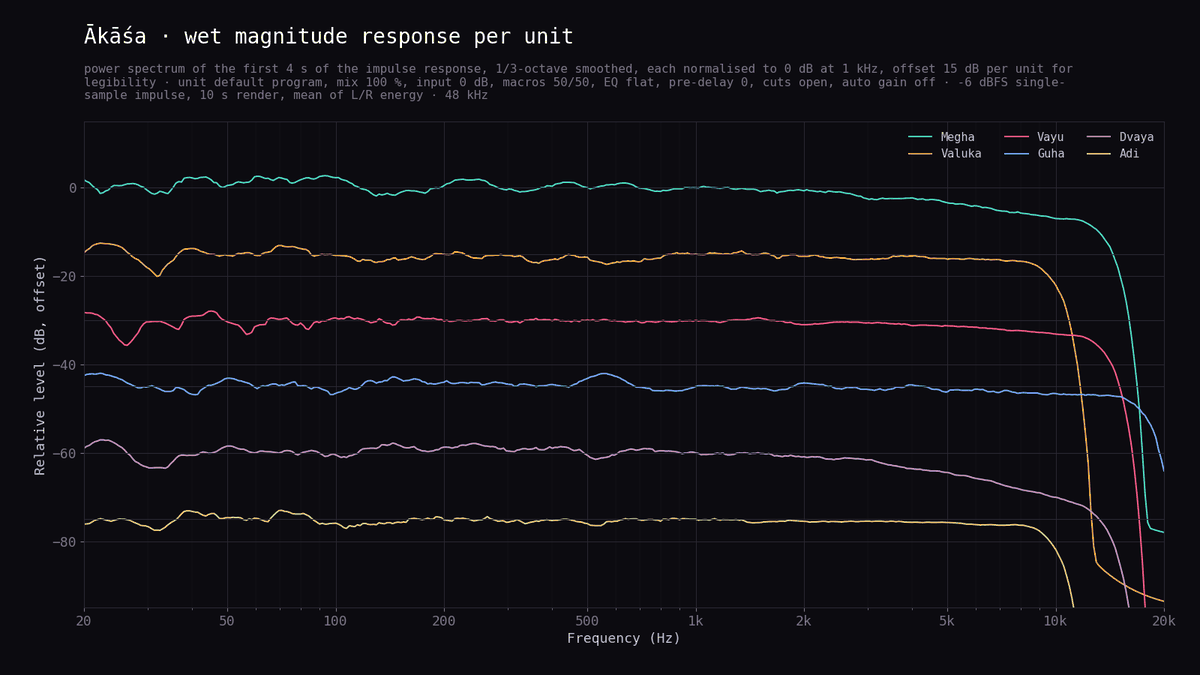 Ākāśa · wet magnitude response per unit
power spectrum of the first 4 s of the impulse response, 1/3-octave smoothed, each normalised to 0 dB at 1 kHz, offset 15 dB per unit for
legibility · unit default program, mix 100 %, input 0 dB, macros 50/50, EQ flat, pre-delay 0, cuts open, auto gain off · -6 dBFS single-
sample impulse, 10 s render, mean of L/R energy · 48 kHz
Megha Vayu Dvaya
Valuka Guha Adi
0
−20
−40
−60
−80
Relative level (dB, offset)
20 50 100 200 500 1k 2k 5k 10k 20k
Frequency (Hz)